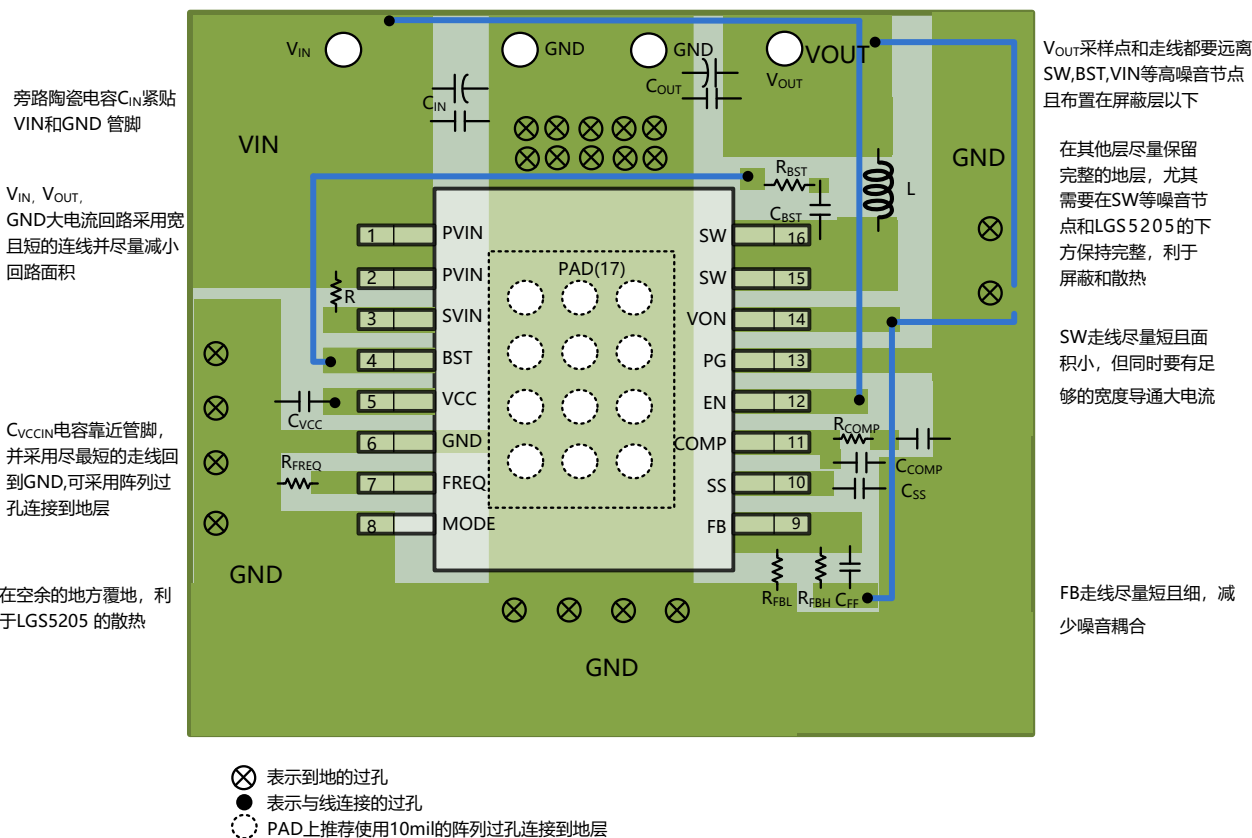 旁路陶瓷电容CIN紧贴
VIN和GND 管脚
VIN, VOUT,
GND大电流回路采用宽
且短的连线并尽量减小
回路面积
CVCCIN电容靠近管脚,
并采用尽最短的走线回
到GND,可采用阵列过
孔连接到地层
在空余的地方覆地，利
于LGS5205 的散热
VIN
GND
GND
VOUT
VOUT
CIN
COUT
VIN
GND
RBST
CBST
L
1
PVIN
2
PVIN
R
3
SVIN
4
BST
5
VCC
CVCC
6
GND
RFREQ
7
FREQ
8
MODE
PAD(17)
SW
16
SW
15
VON
14
PG
13
EN
12
RCOMP
COMP
11
CCOMP
SS
10
CSS
FB
9
RFBL
RFBH
CFF
GND
GND
VOUT采样点和走线都要远离
SW,BST,VIN等高噪音节点
且布置在屏蔽层以下
在其他层尽量保留
完整的地层，尤其
需要在SW等噪音节
点和LGS5205的下
方保持完整，利于
屏蔽和散热
SW走线尽量短且面
积小，但同时要有足
够的宽度导通大电流
FB走线尽量短且细，减
少噪音耦合
表示到地的过孔
表示与线连接的过孔
PAD上推荐使用10mil的阵列过孔连接到地层